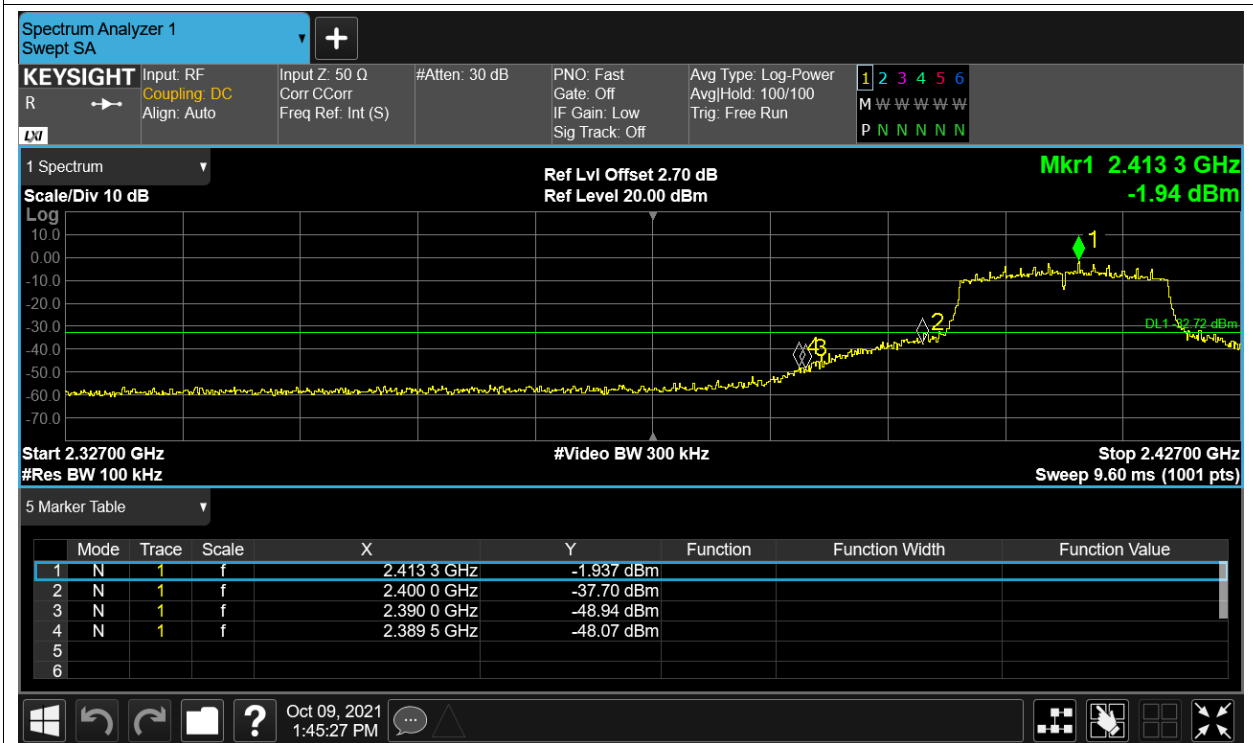 Spectrum Analyzer 1
Swept SA
KEYSIGHT Input: RF Input Z: 50 Ω #Atten: 30 dB PNO: Fast Avg Type: Log-Power 1 2 3 4 5 6
R Coupling: DC Corr CCorr Gate: Off Avg|Hold: 100/100 M W W W W W
Align: Auto Freq Ref: Int (S) IF Gain: Low Trig: Free Run
LXI Sig Track: Off P N N N N N N
1 Spectrum Ref Lvl Offset 2.70 dB Mkr1 2.413 3 GHz
Scale/Div 10 dB Ref Level 20.00 dBm -1.94 dBm
Log
10.0 1
0.00
-10.0
-20.0
-30.0 2 DL1 -32.72 dBm
-40.0 4 3
-50.0
-60.0
-70.0
Start 2.32700 GHz #Video BW 300 kHz Stop 2.42700 GHz
#Res BW 100 kHz Sweep 9.60 ms (1001 pts)
5 Marker Table
Mode Trace Scale X Y Function Function Width Function Value
1 N 1 f 2.413 3 GHz -1.937 dBm
2 N 1 f 2.400 0 GHz -37.70 dBm
3 N 1 f 2.390 0 GHz -48.94 dBm
4 N 1 f 2.389 5 GHz -48.07 dBm
5
6
? Oct 09, 2021
1:45:27 PM